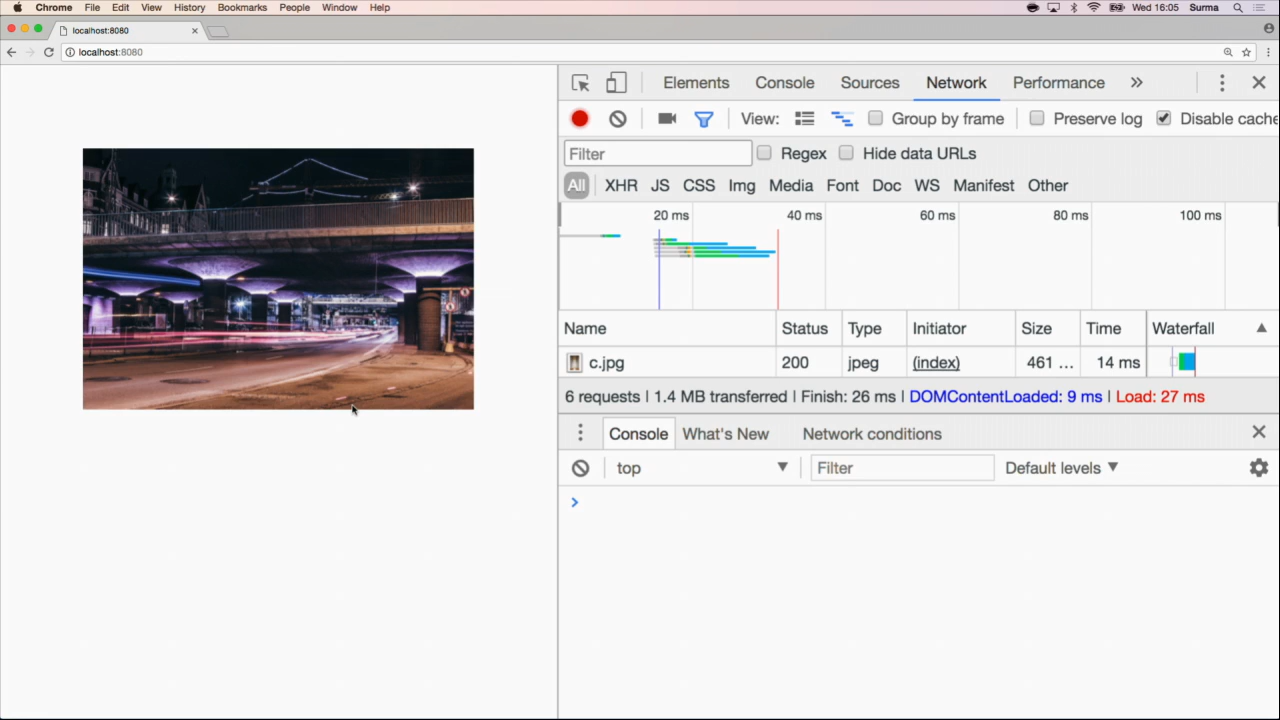 Chrome File Edit View History Bookmarks People Window Help Wed 16:05 Surma
localhost:8080
localhost:8080
Elements Console Sources Network Performance
View: Group by frame Preserve log Disable cache
Filter Regex Hide data URLs
All XHR JS CSS Img Media Font Doc WS Manifest Other
20 ms 40 ms 60 ms 80 ms 100 ms
Name Status Type Initiator Size Time Waterfall
c.jpg 200 jpeg (index) 461 … 14 ms
6 requests | 1.4 MB transferred | Finish: 26 ms | DOMContentLoaded: 9 ms | Load: 27 ms
Console What's New Network conditions
top Filter Default levels